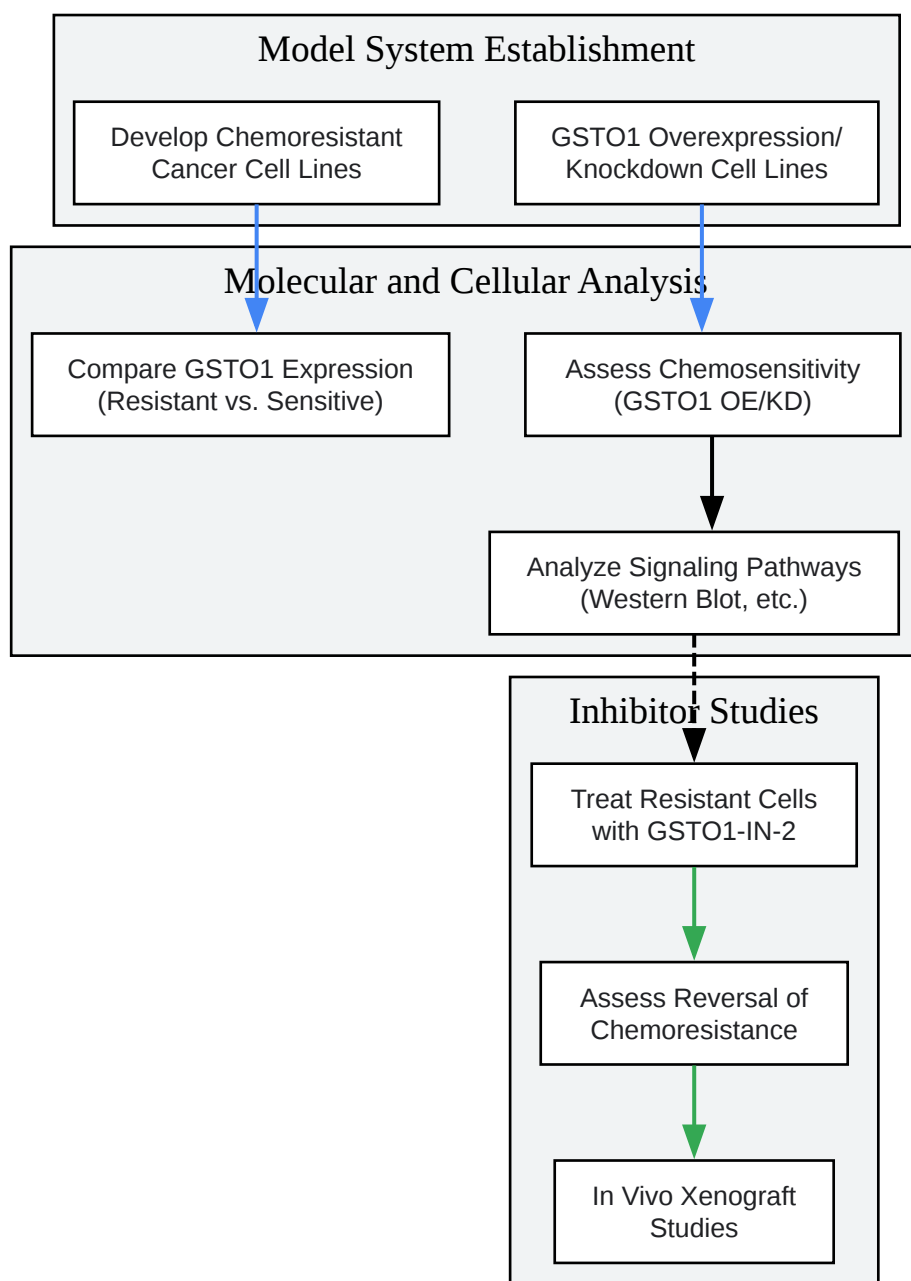 Model System Establishment
Develop Chemoresistant
Cancer Cell Lines
GSTO1 Overexpression/
Knockdown Cell Lines
Molecular and Cellular Analysis
Compare GSTO1 Expression
(Resistant vs. Sensitive)
Assess Chemosensitivity
(GSTO1 OE/KD)
Analyze Signaling Pathways
(Western Blot, etc.)
Inhibitor Studies
Treat Resistant Cells
with GSTO1-IN-2
Assess Reversal of
Chemoresistance
In Vivo Xenograft
Studies